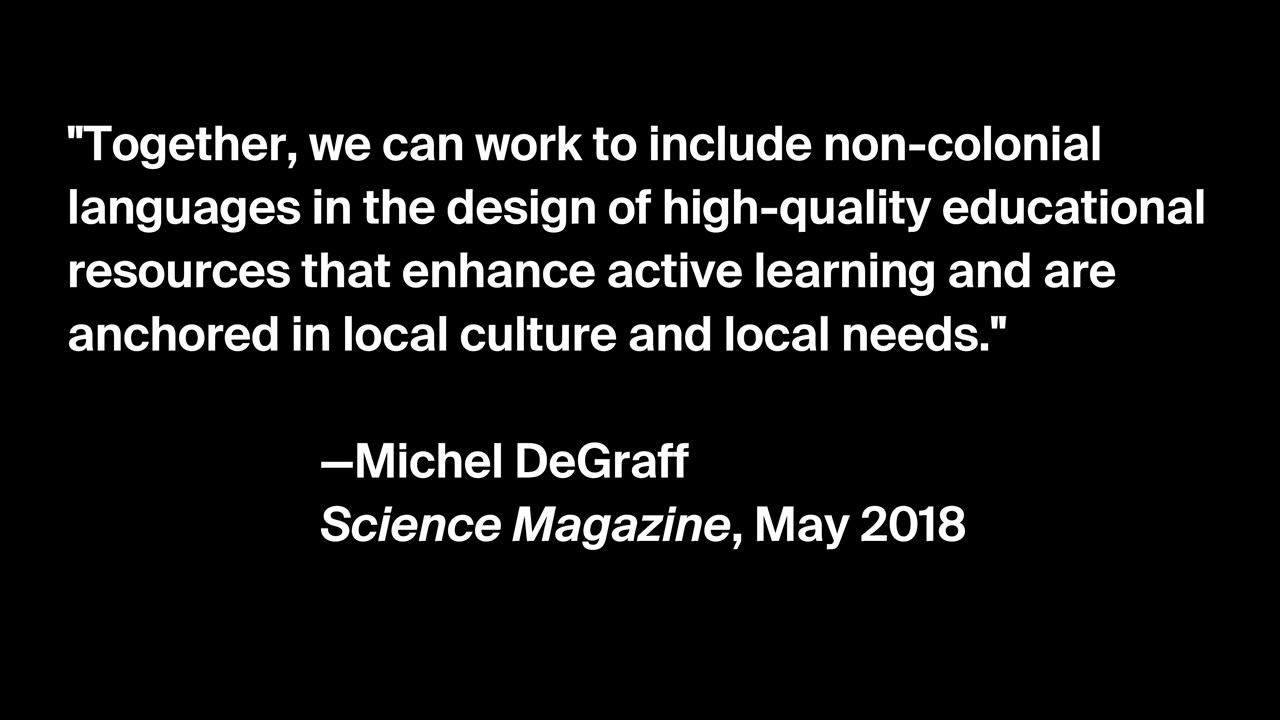 "Together, we can work to include non-colonial
languages in the design of high-quality educational
resources that enhance active learning and are
anchored in local culture and local needs."
—Michel DeGraff
Science Magazine, May 2018